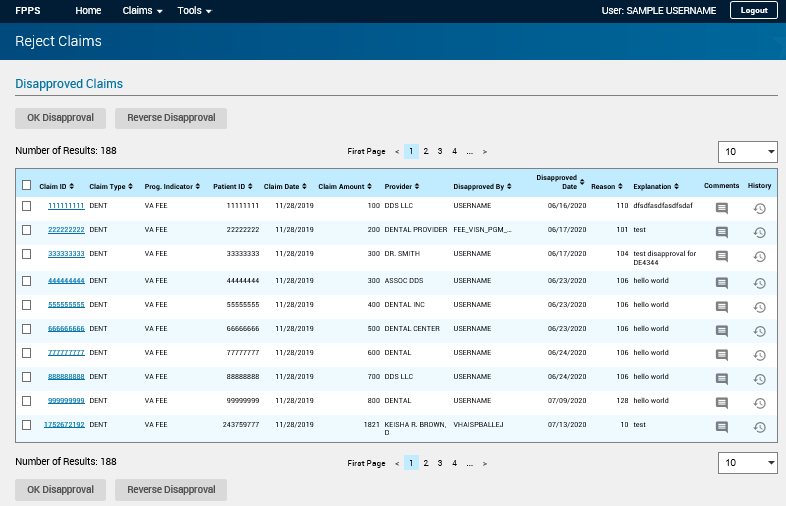 FPPS Home Claims Tools User: SAMPLE USERNAME Logout
Reject Claims
Disapproved Claims
OK Disapproval Reverse Disapproval
Number of Results: 188 First Page < 1 2 3 4 ... > 10
Claim ID Claim Type Prog. Indicator Patient ID Claim Date Claim Amount Provider Disapproved By Disapproved Date Reason Explanation Comments History
111111111 DENT VA FEE 11111111 11/28/2019 100 DDS LLC USERNAME 06/16/2020 110 dfsdfasdfasdfsdaf
222222222 DENT VA FEE 22222222 11/28/2019 200 DENTAL PROVIDER FEE_VISN_PGM_... 06/17/2020 101 test
333333333 DENT VA FEE 33333333 11/28/2019 300 DR. SMITH USERNAME 06/17/2020 104 test disapproval for
DE4344
444444444 DENT VA FEE 44444444 11/28/2019 300 ASSOC DDS USERNAME 06/23/2020 106 hello world
555555555 DENT VA FEE 55555555 11/28/2019 400 DENTAL INC USERNAME 06/23/2020 106 hello world
666666666 DENT VA FEE 66666666 11/28/2019 500 DENTAL CENTER USERNAME 06/23/2020 106 hello world
777777777 DENT VA FEE 77777777 11/28/2019 600 DENTAL USERNAME 06/24/2020 106 hello world
888888888 DENT VA FEE 88888888 11/28/2019 700 DDS LLC USERNAME 06/24/2020 106 hello world
999999999 DENT VA FEE 99999999 11/28/2019 800 DENTAL USERNAME 07/09/2020 128 hello world
1752672192 DENT VA FEE 243759777 11/28/2019 1821 KEISHA R. BROWN, VHAISPBALLEJ 07/13/2020 10 test
D
Number of Results: 188 First Page < 1 2 3 4 ... > 10
OK Disapproval Reverse Disapproval